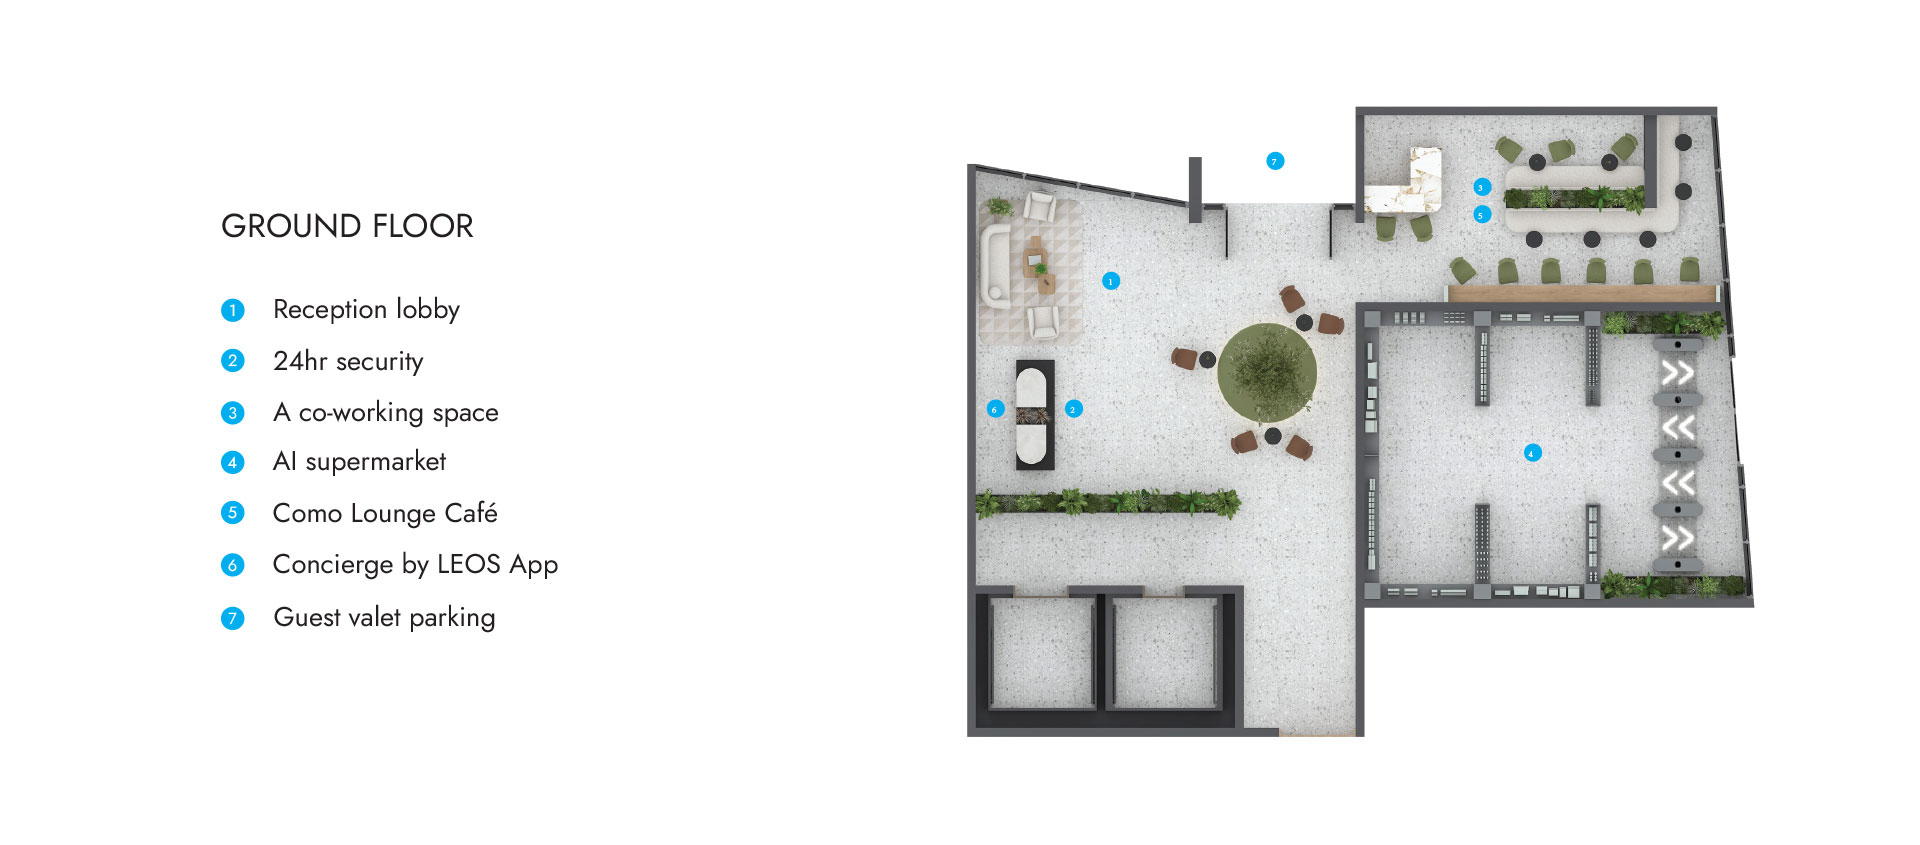 GROUND FLOOR
1 Reception lobby
2 24hr security
3 A co-working space
4 AI supermarket
5 Como Lounge Café
6 Concierge by LEOS App
7 Guest valet parking
7
3
5
1
6
2
4